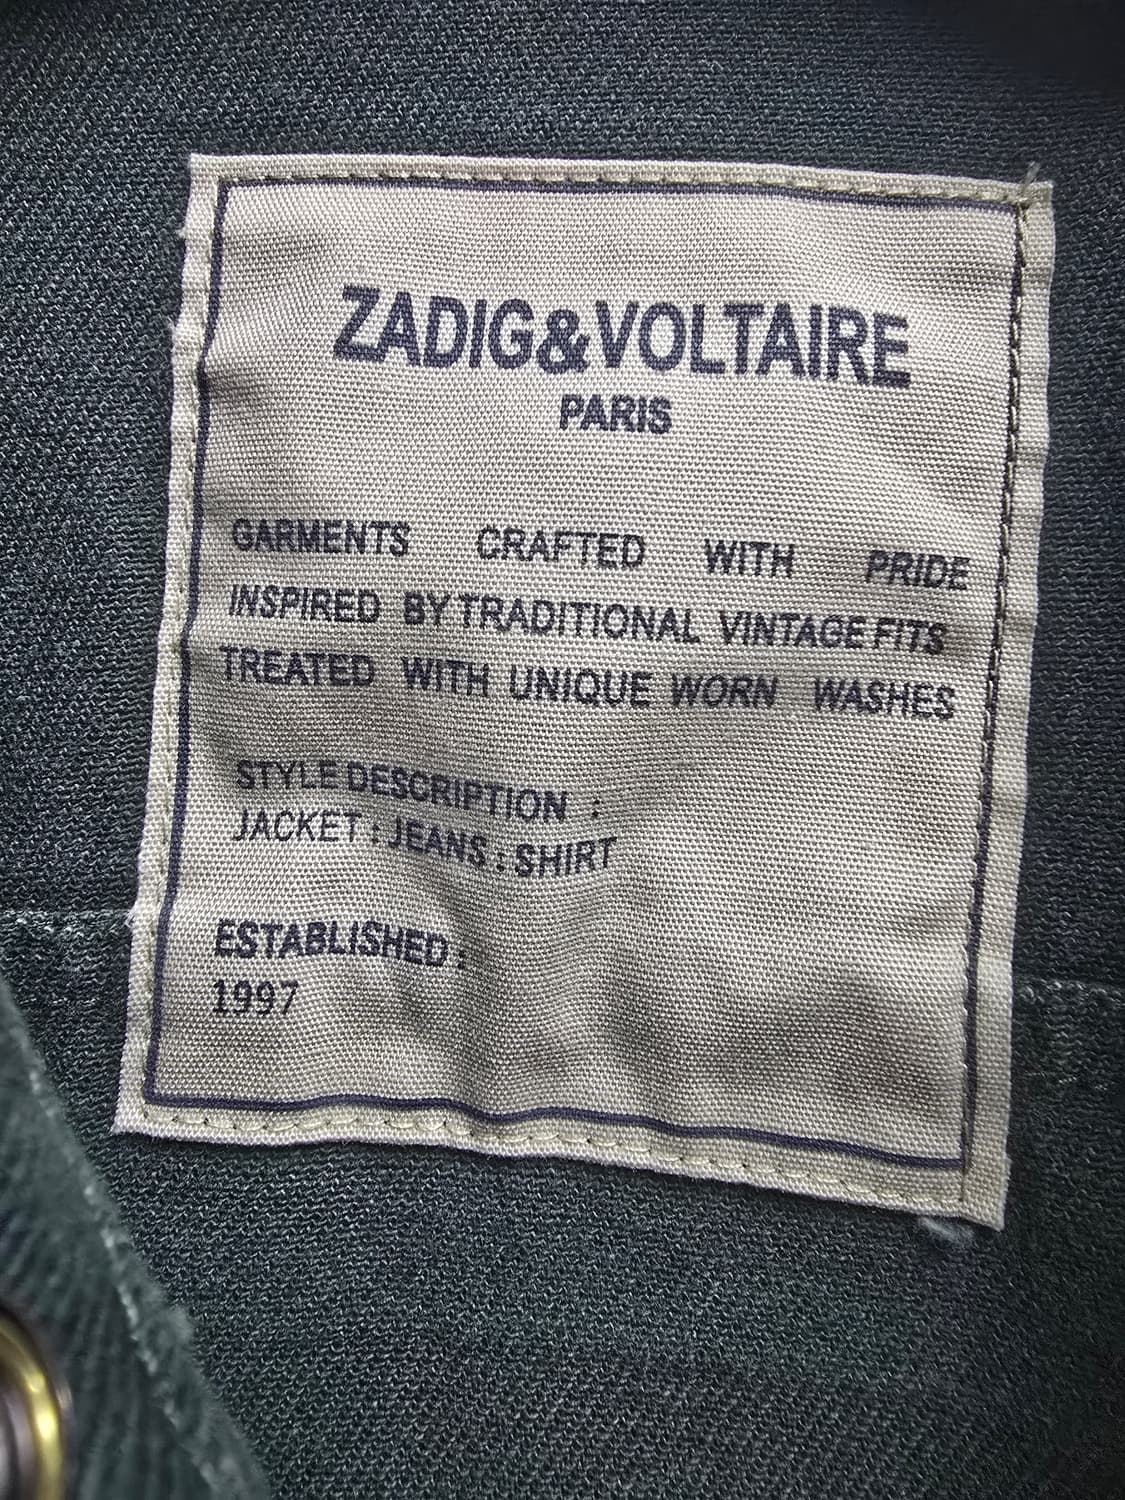 ZADIG&VOLTAIRE
PARIS
GARMENTS CRAFTED WITH PRIDE
INSPIRED BY TRADITIONAL VINTAGE FITS
TREATED WITH UNIQUE WORN WASHES
STYLE DESCRIPTION :
JACKET : JEANS : SHIRT
ESTABLISHED :
1997